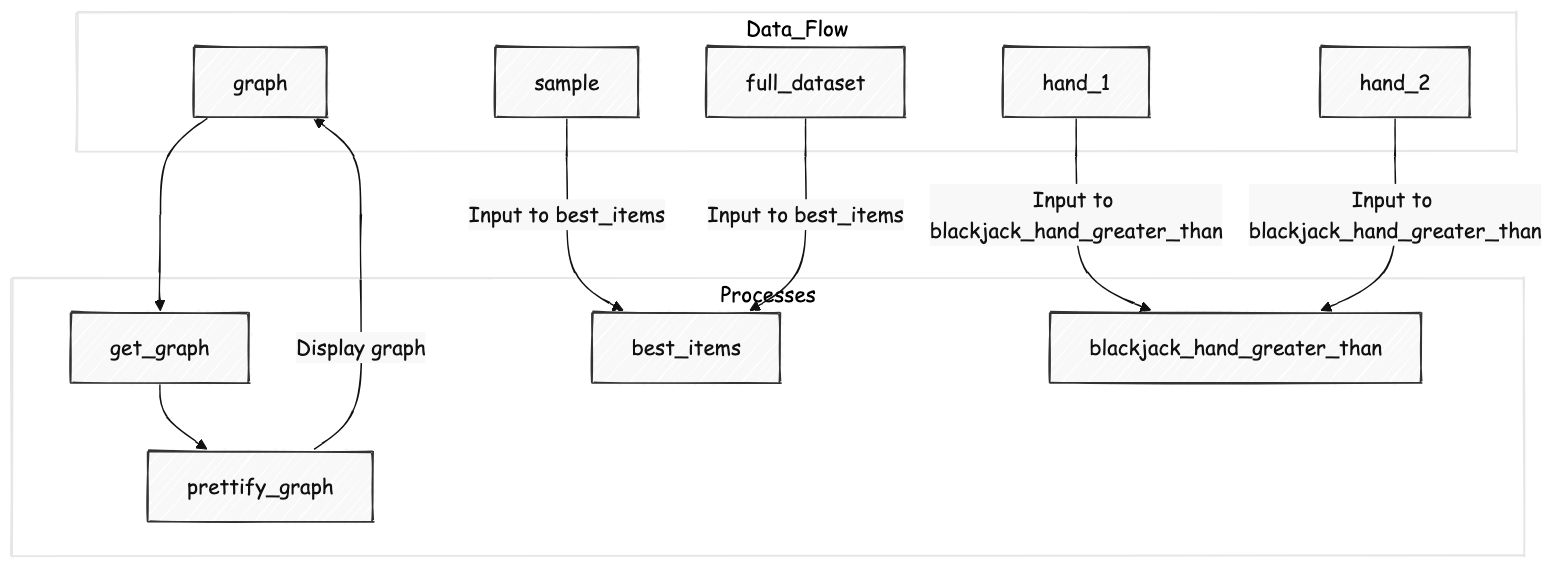 Data_Flow
graph
sample
full_dataset
hand_1
hand_2
Input to best_items
Input to best_items
Input to
blackjack_hand_greater_than
Input to
blackjack_hand_greater_than
Processes
get_graph
Display graph
best_items
blackjack_hand_greater_than
prettify_graph